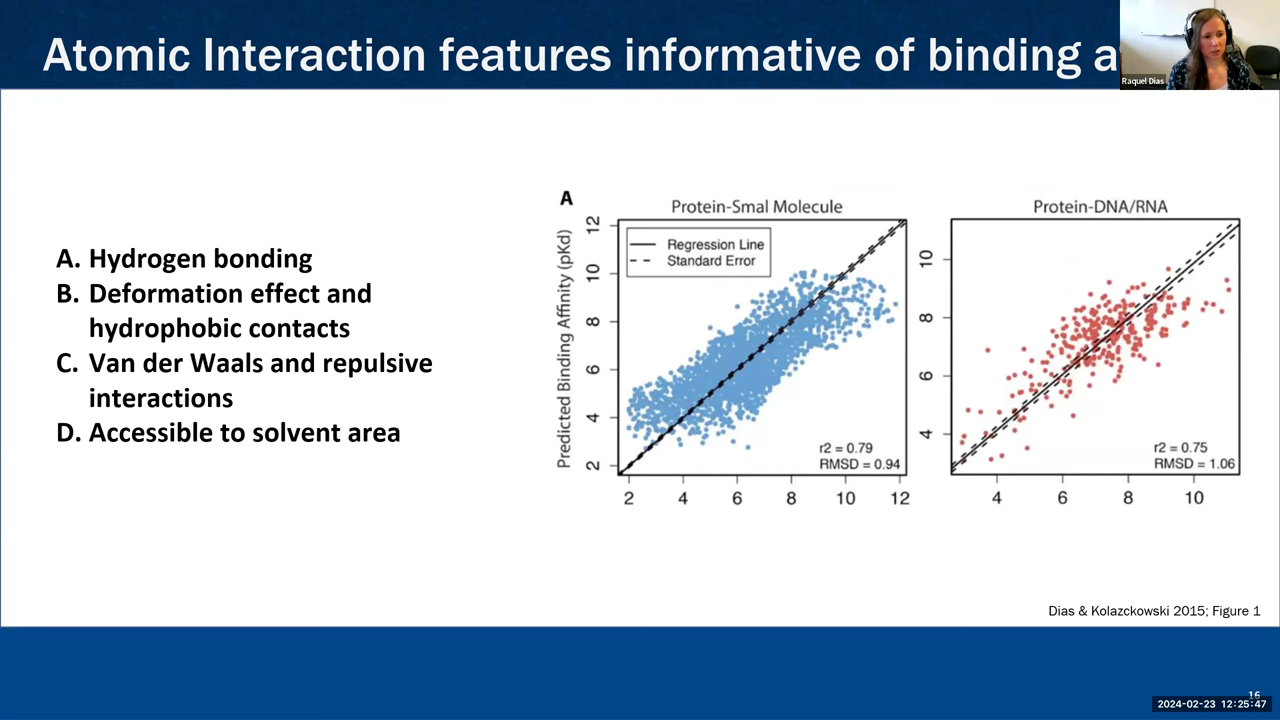 Atomic Interaction features informative of binding a
Raquel Dias
A. Hydrogen bonding
B. Deformation effect and
hydrophobic contacts
C. Van der Waals and repulsive
interactions
D. Accessible to solvent area
A
Protein-Smal Molecule
Predicted Binding Affinity (pKd)
12
10
8
6
4
2
Regression Line
Standard Error
r2 = 0.79
RMSD = 0.94
2 4 6 8 10 12
Protein-DNA/RNA
10
8
6
4
r2 = 0.75
RMSD = 1.06
4 6 8 10
Dias & Kolazckowski 2015; Figure 1
16
2024-02-23 12:25:47